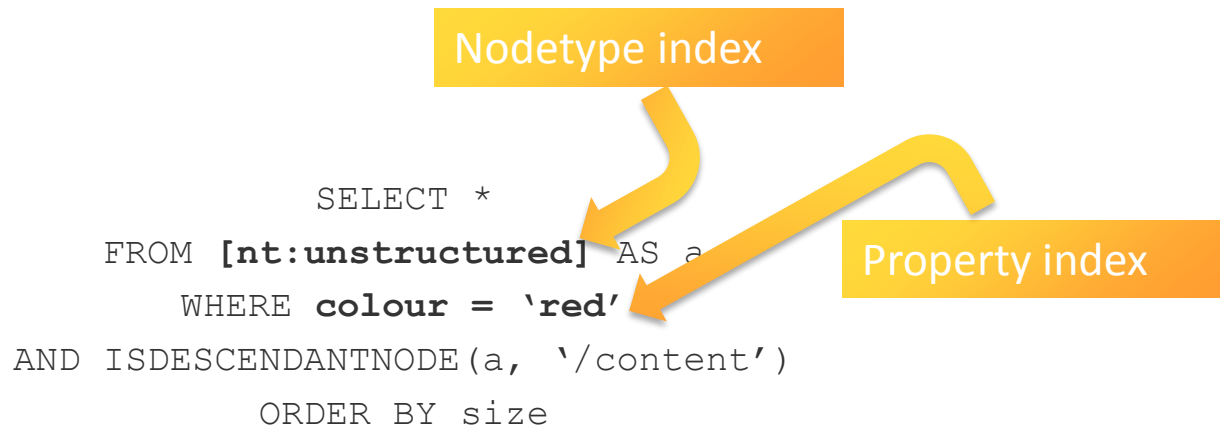 Nodetype index
SELECT *
FROM [nt:unstructured] AS a
WHERE colour = ‘red’
Property index
AND ISDESCENDANTNODE(a, ‘/content’)
ORDER BY size